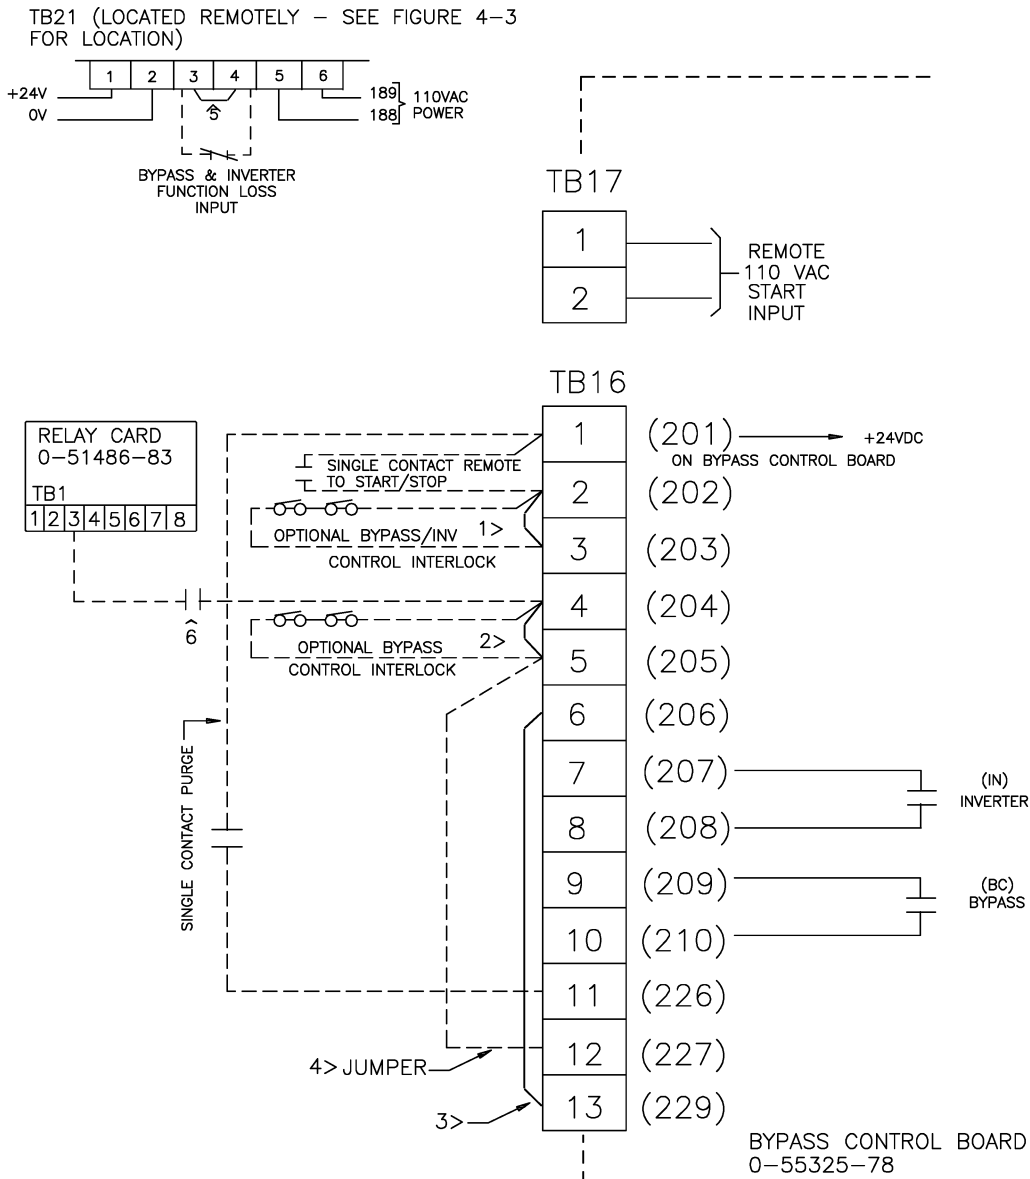 TB21 (LOCATED REMOTELY – SEE FIGURE 4–3
FOR LOCATION)
1 2 3 4 5 6
+24V
0V
189
188
110VAC
POWER
^
5
BYPASS & INVERTER
FUNCTION LOSS
INPUT
TB17
1
2
REMOTE
110 VAC
START
INPUT
TB16
RELAY CARD
0–51486–83
TB1
1 2 3 4 5 6 7 8
1 (201) +24VDC
ON BYPASS CONTROL BOARD
SINGLE CONTACT REMOTE
TO START/STOP
2 (202)
OPTIONAL BYPASS/INV 1>
CONTROL INTERLOCK
3 (203)
4 (204)
^
6
OPTIONAL BYPASS 2>
CONTROL INTERLOCK
5 (205)
6 (206)
SINGLE CONTACT PURGE
7 (207)
(IN)
INVERTER
8 (208)
9 (209)
(BC)
BYPASS
10 (210)
11 (226)
12 (227)
4> JUMPER
13 (229)
3>
BYPASS CONTROL BOARD
0–55325–78